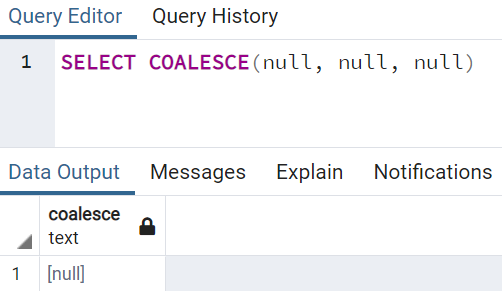 Query Editor Query History
1 SELECT COALESCE(null, null, null)
Data Output Messages Explain Notifications
coalesce
text
1 [null]